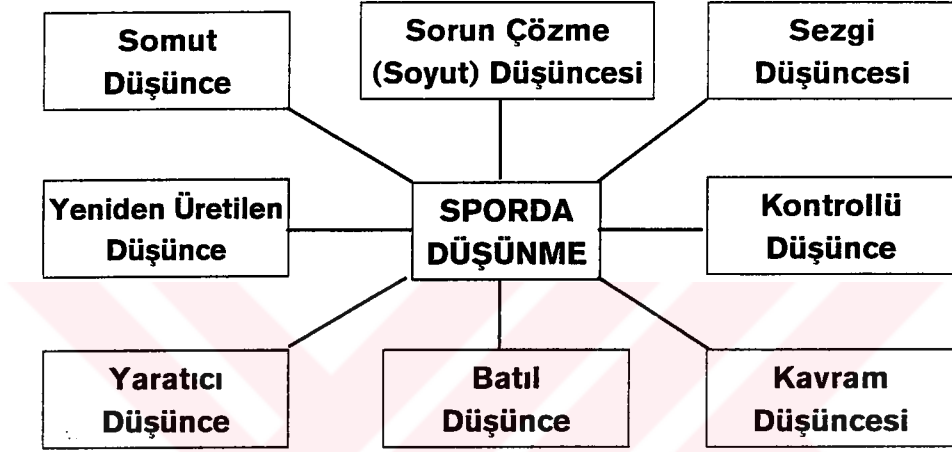 Somut
Düşünce
Sorun Çözme
(Soyut) Düşüncesi
Sezgi
Düşüncesi
Yeniden Üretilen
Düşünce
SPORDA
DÜŞÜNME
Kontrollü
Düşünce
Yaratıcı
Düşünce
Batıl
Düşünce
Kavram
Düşüncesi